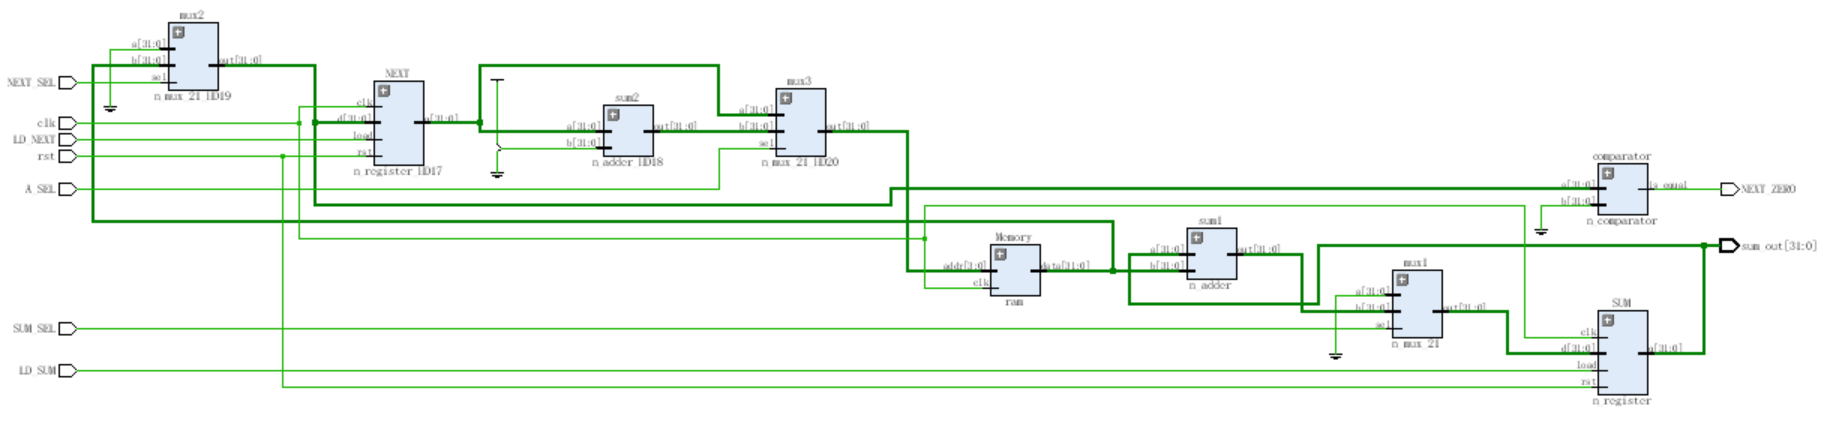 mux2
a[31:0]
b[31:0]
sel
out[31:0]
n_mux_21_HD19
NEXT_SEL
clk
LD_NEXT
rst
A_SEL
SUM_SEL
LD_SUM
NEXT
clk
d[31:0]
load
rst
q[31:0]
n_register_HD17
sum2
a[31:0]
b[31:0]
out[31:0]
n_adder_HD18
mux3
a[31:0]
b[31:0]
sel
out[31:0]
n_mux_21_HD20
Memory
clk
data[31:0]
ram
sum1
a[31:0]
b[31:0]
out[31:0]
n_adder
mux1
a[31:0]
b[31:0]
sel
out[31:0]
n_mux_21
comparator
a[31:0]
b[31:0]
is_equal
n_comparator
NEXT_ZERO
sum_out[31:0]
SUM
clk
d[31:0]
load
rst
q[31:0]
n_register